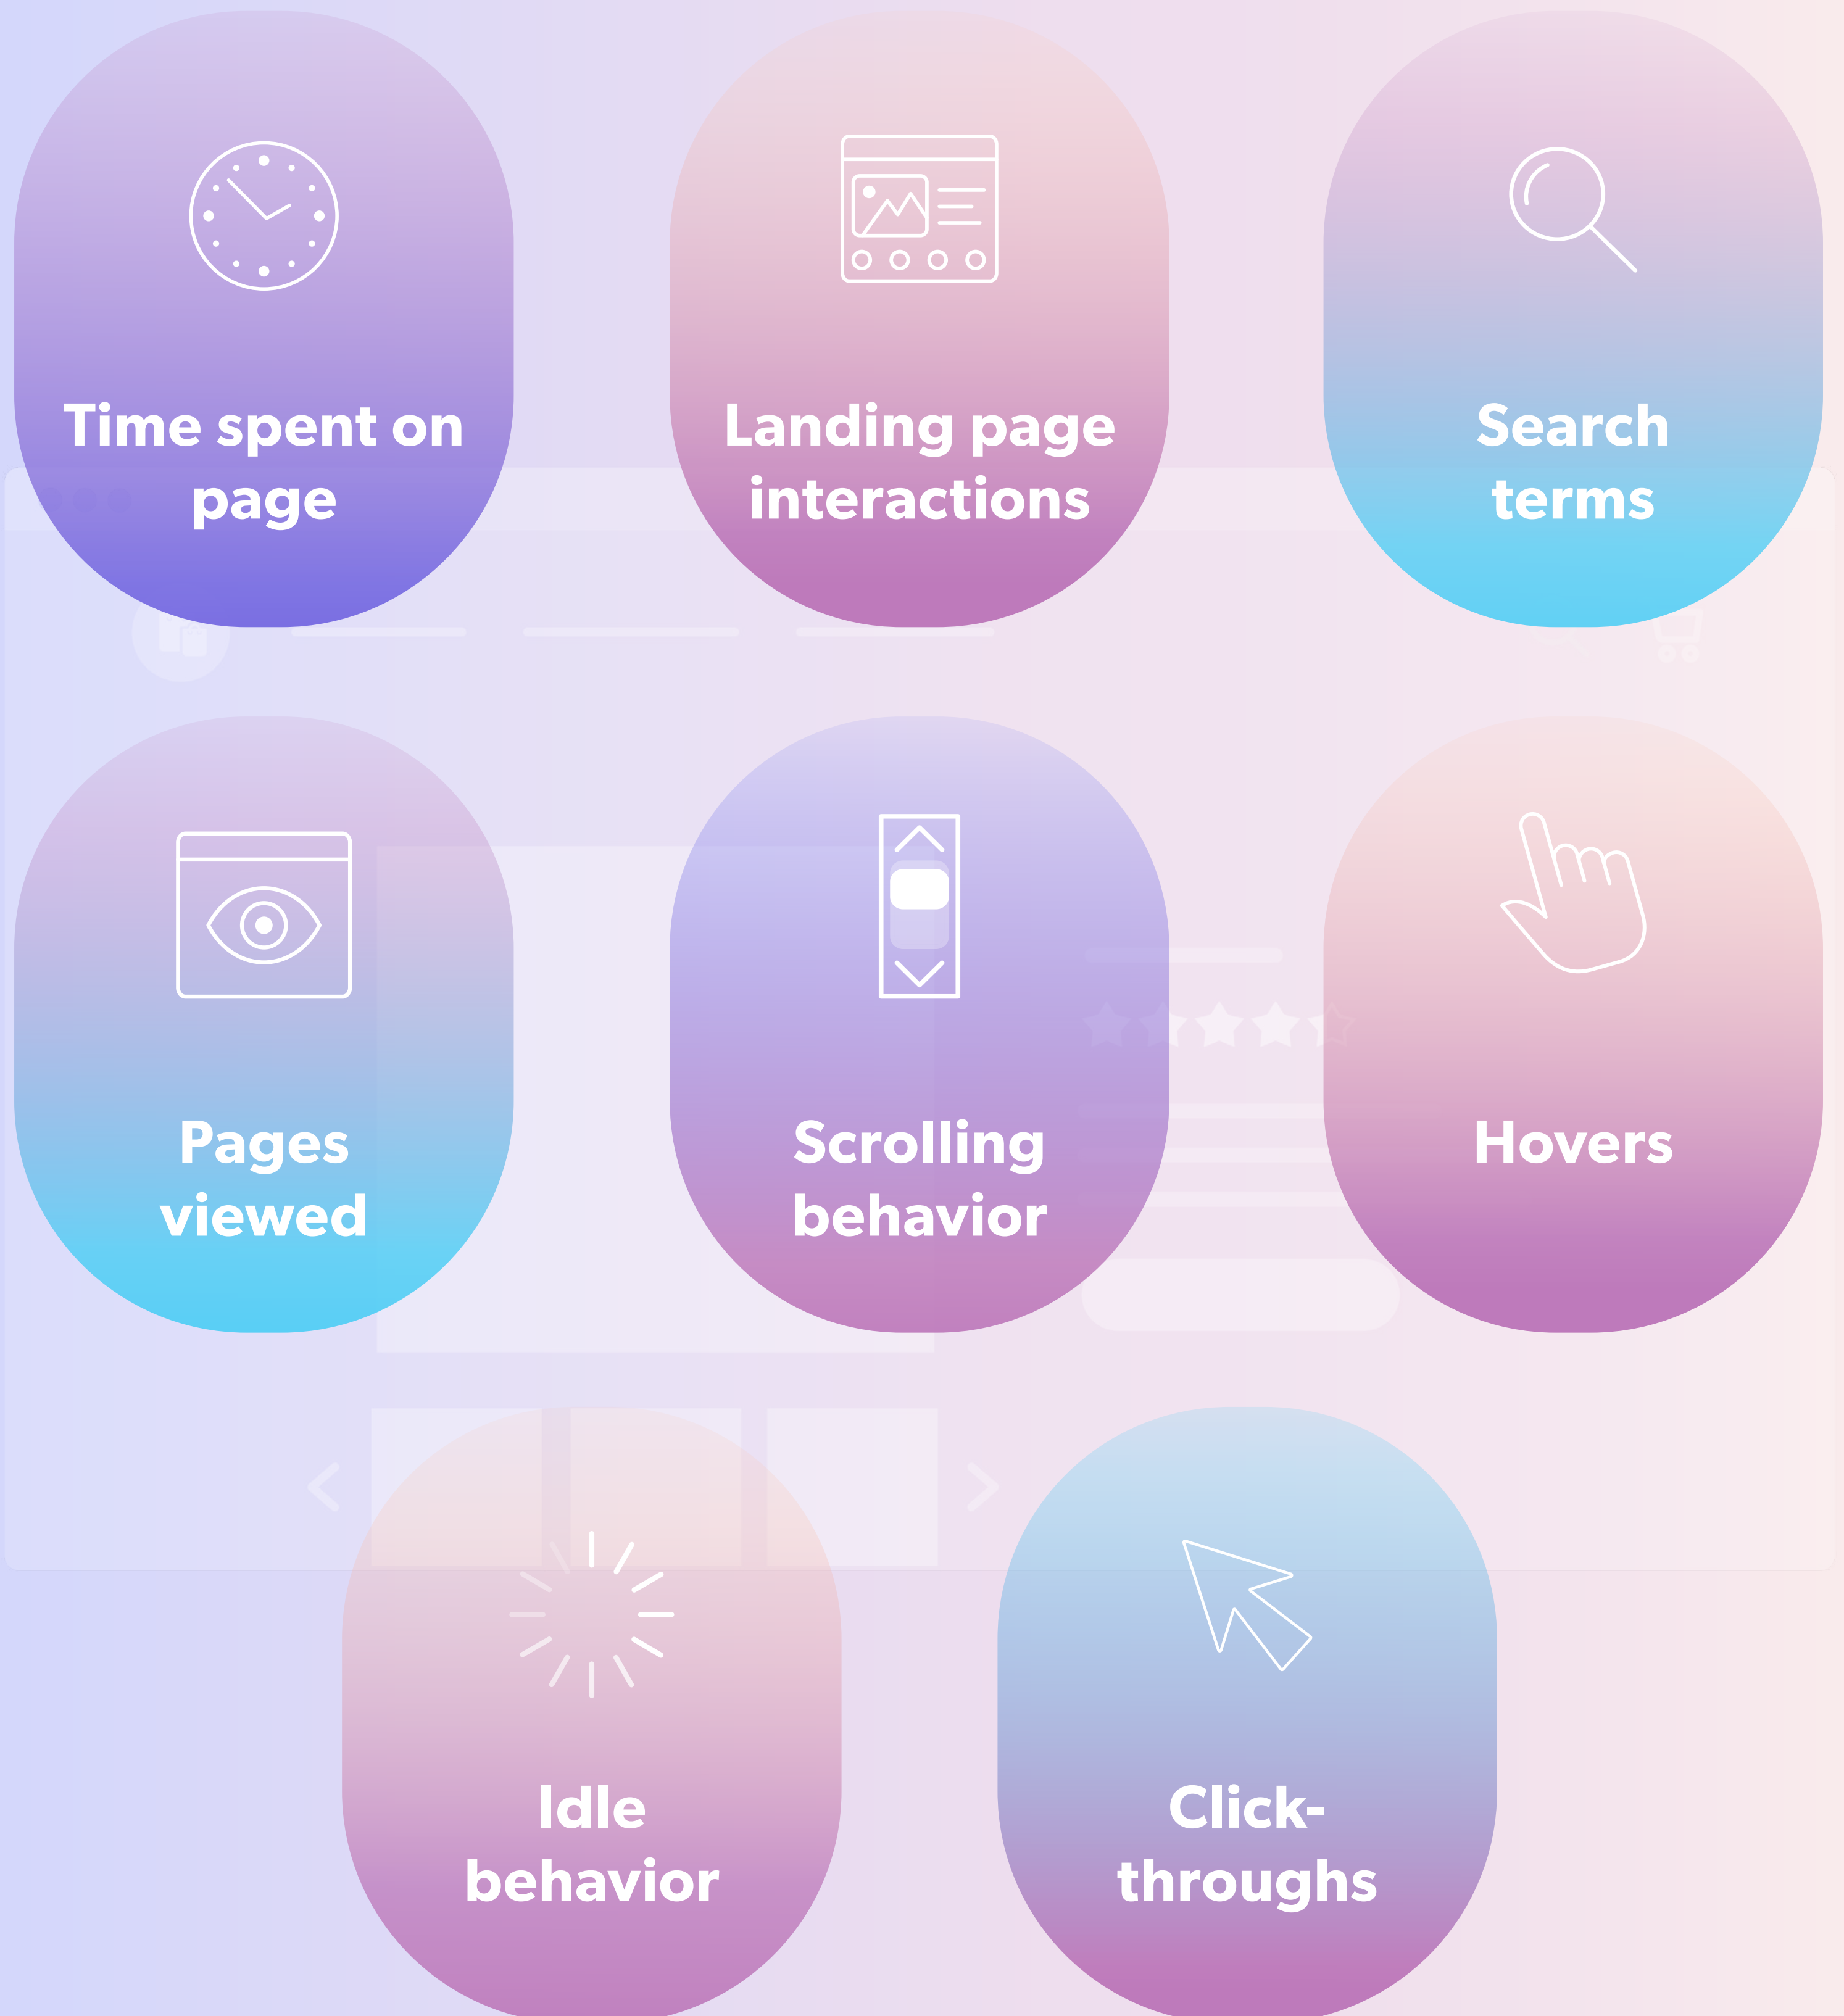 Time spent on
page
Landing page
interactions
Search
terms
Pages
viewed
Scrolling
behavior
Hovers
Idle
behavior
Click-
throughs